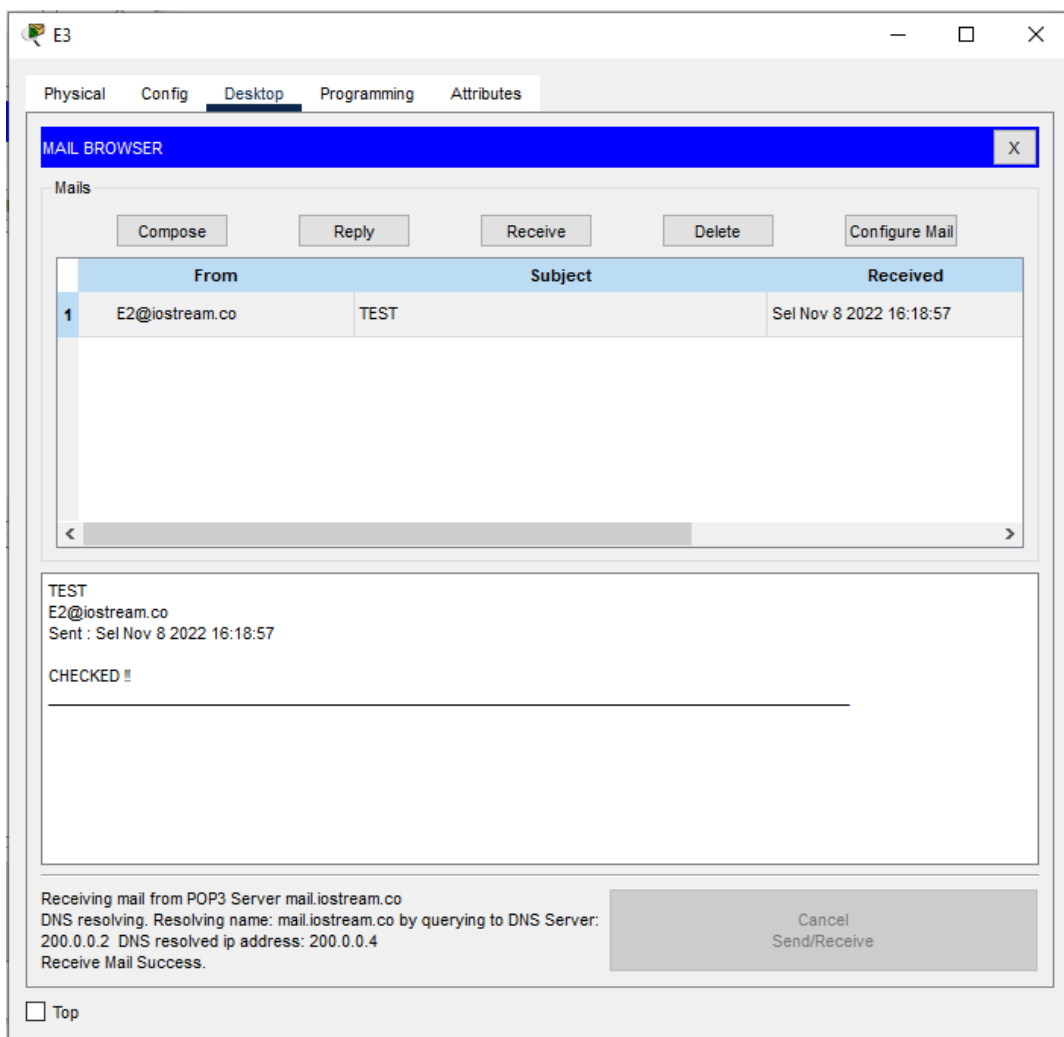 E3
Physical Config Desktop Programming Attributes
MAIL BROWSER X
Mails
Compose Reply Receive Delete Configure Mail
From Subject Received
1 E2@iostream.co TEST Sel Nov 8 2022 16:18:57
TEST
E2@iostream.co
Sent : Sel Nov 8 2022 16:18:57
CHECKED !!
Receiving mail from POP3 Server mail.iostream.co
DNS resolving. Resolving name: mail.iostream.co by querying to DNS Server:
200.0.0.2 DNS resolved ip address: 200.0.0.4
Receive Mail Success.
Cancel
Send/Receive
Top